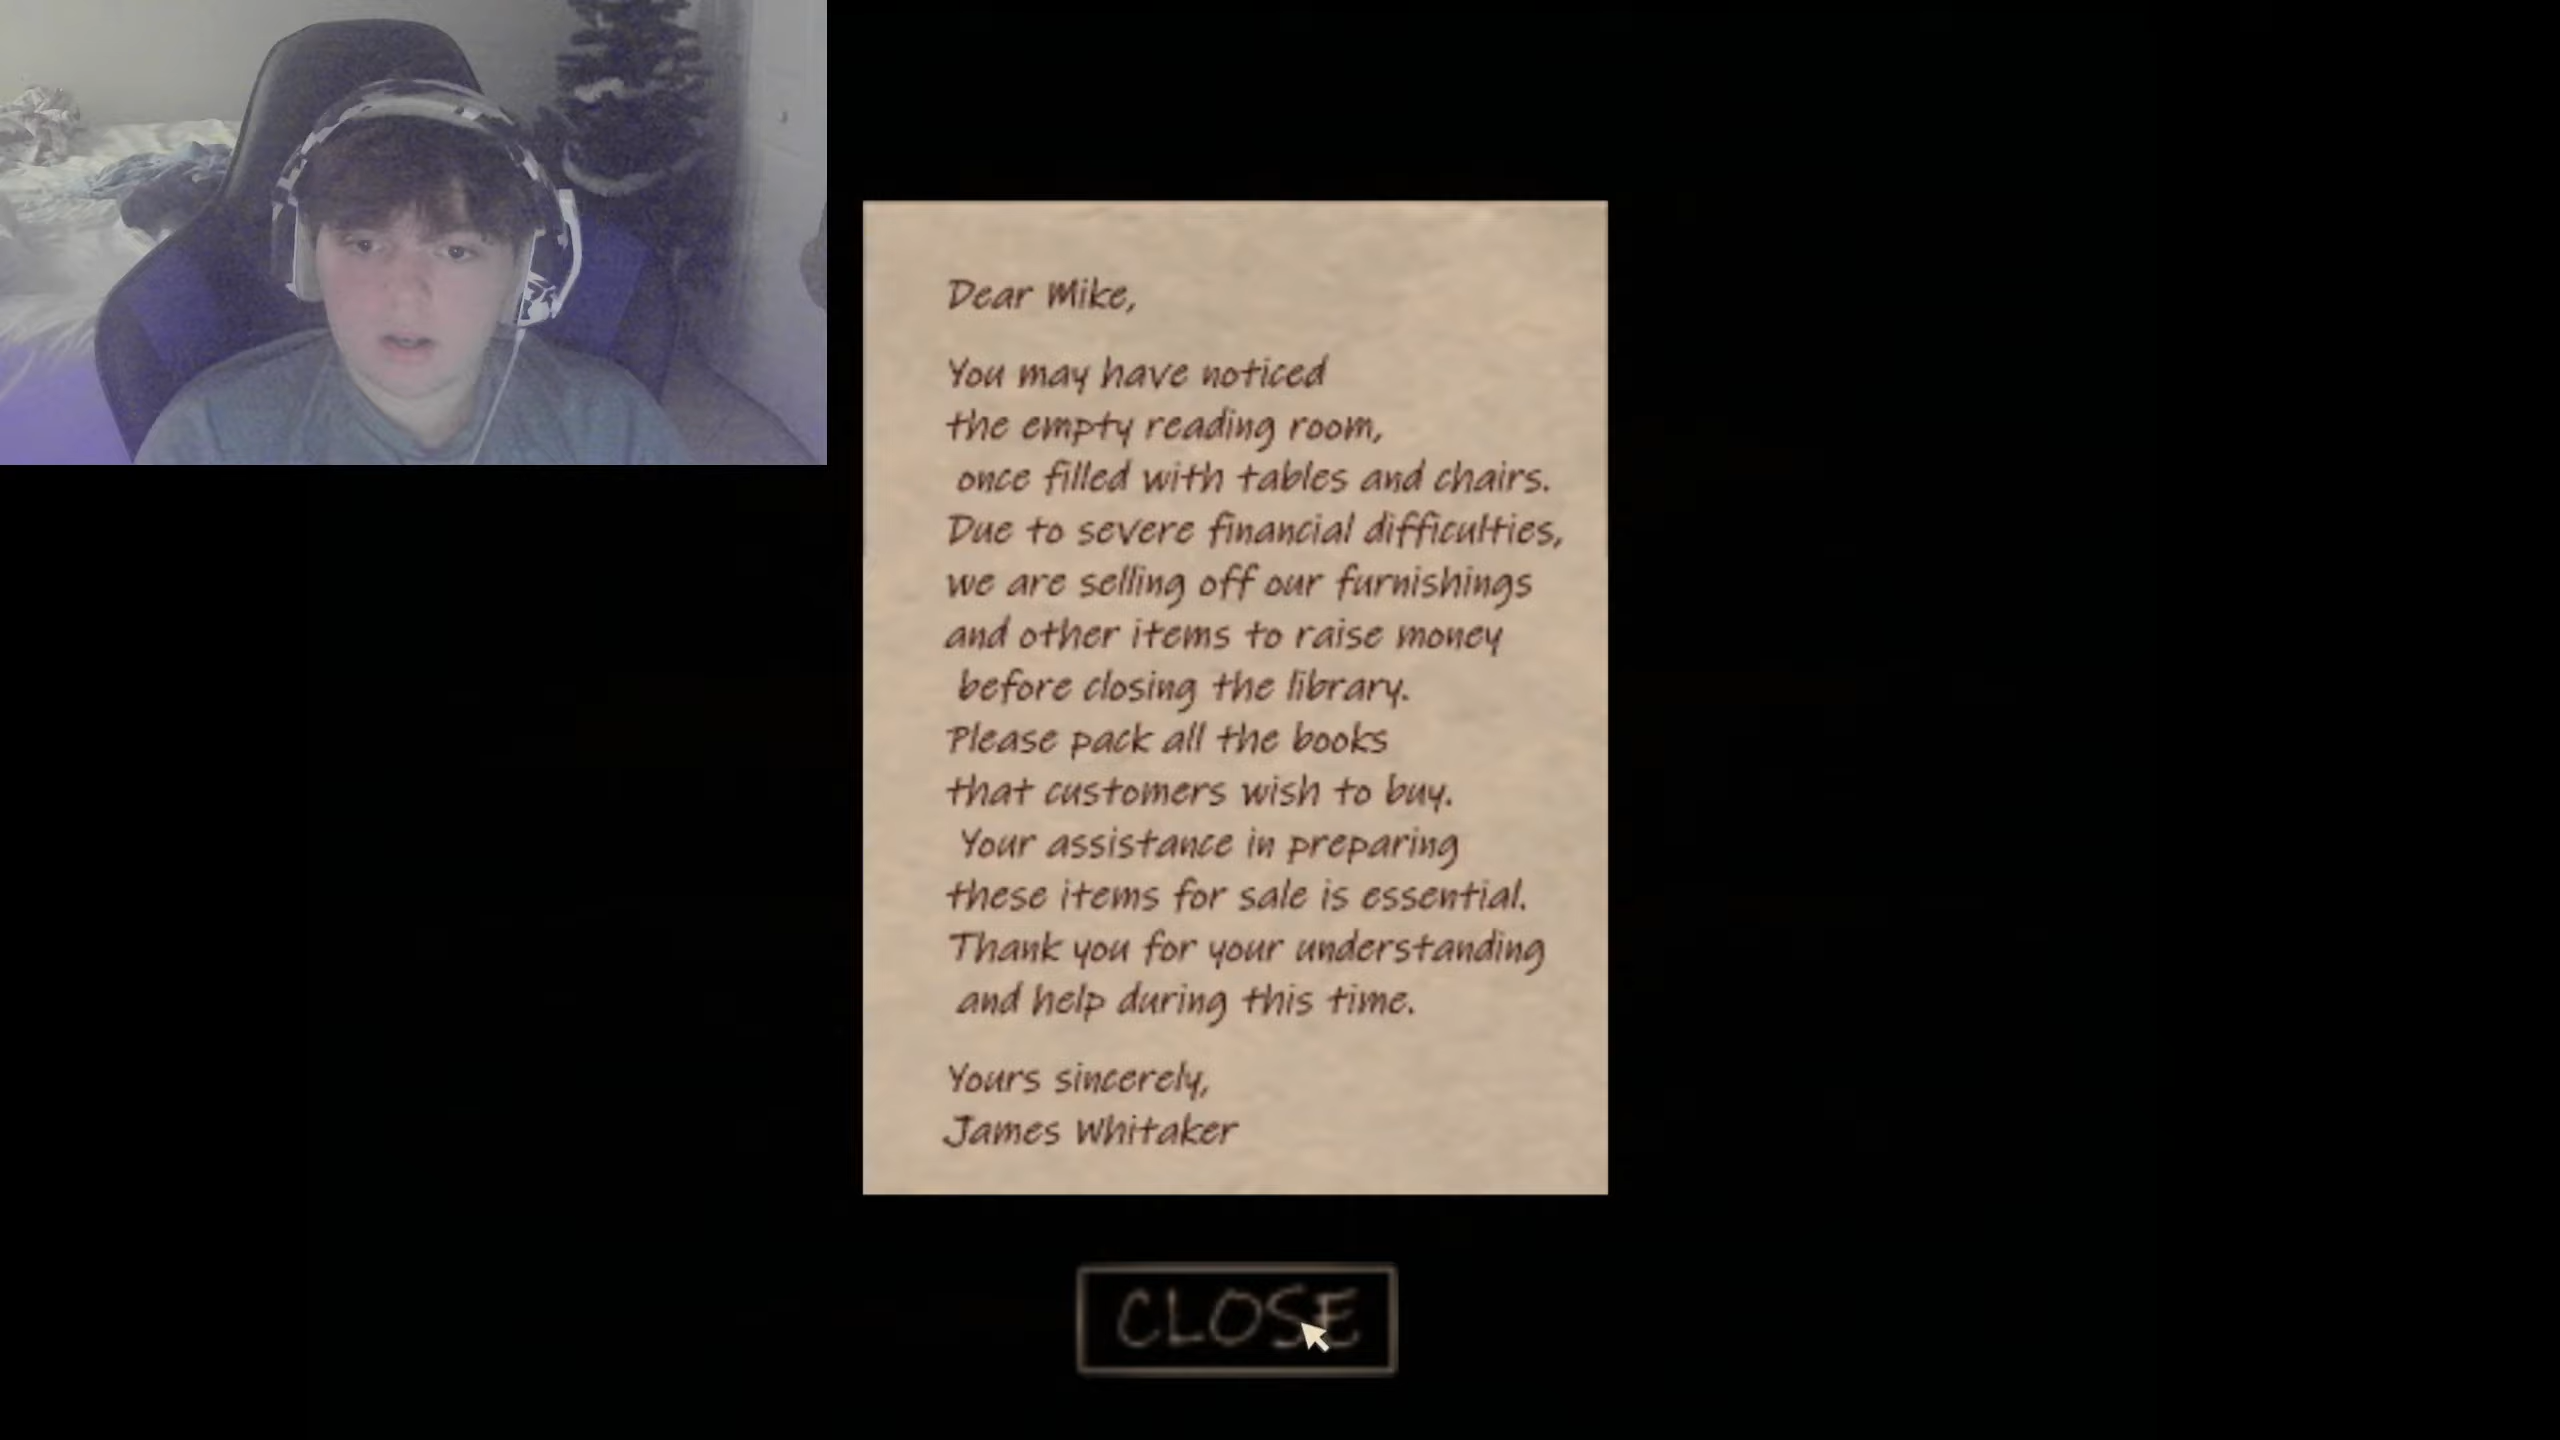 Dear Mike,
You may have noticed
the empty reading room,
once filled with tables and chairs.
Due to severe financial difficulties,
we are selling off our furnishings
and other items to raise money
before closing the library.
Please pack all the books
that customers wish to buy.
Your assistance in preparing
these items for sale is essential.
Thank you for your understanding
and help during this time.
Yours sincerely,
James Whitaker
CLOSE